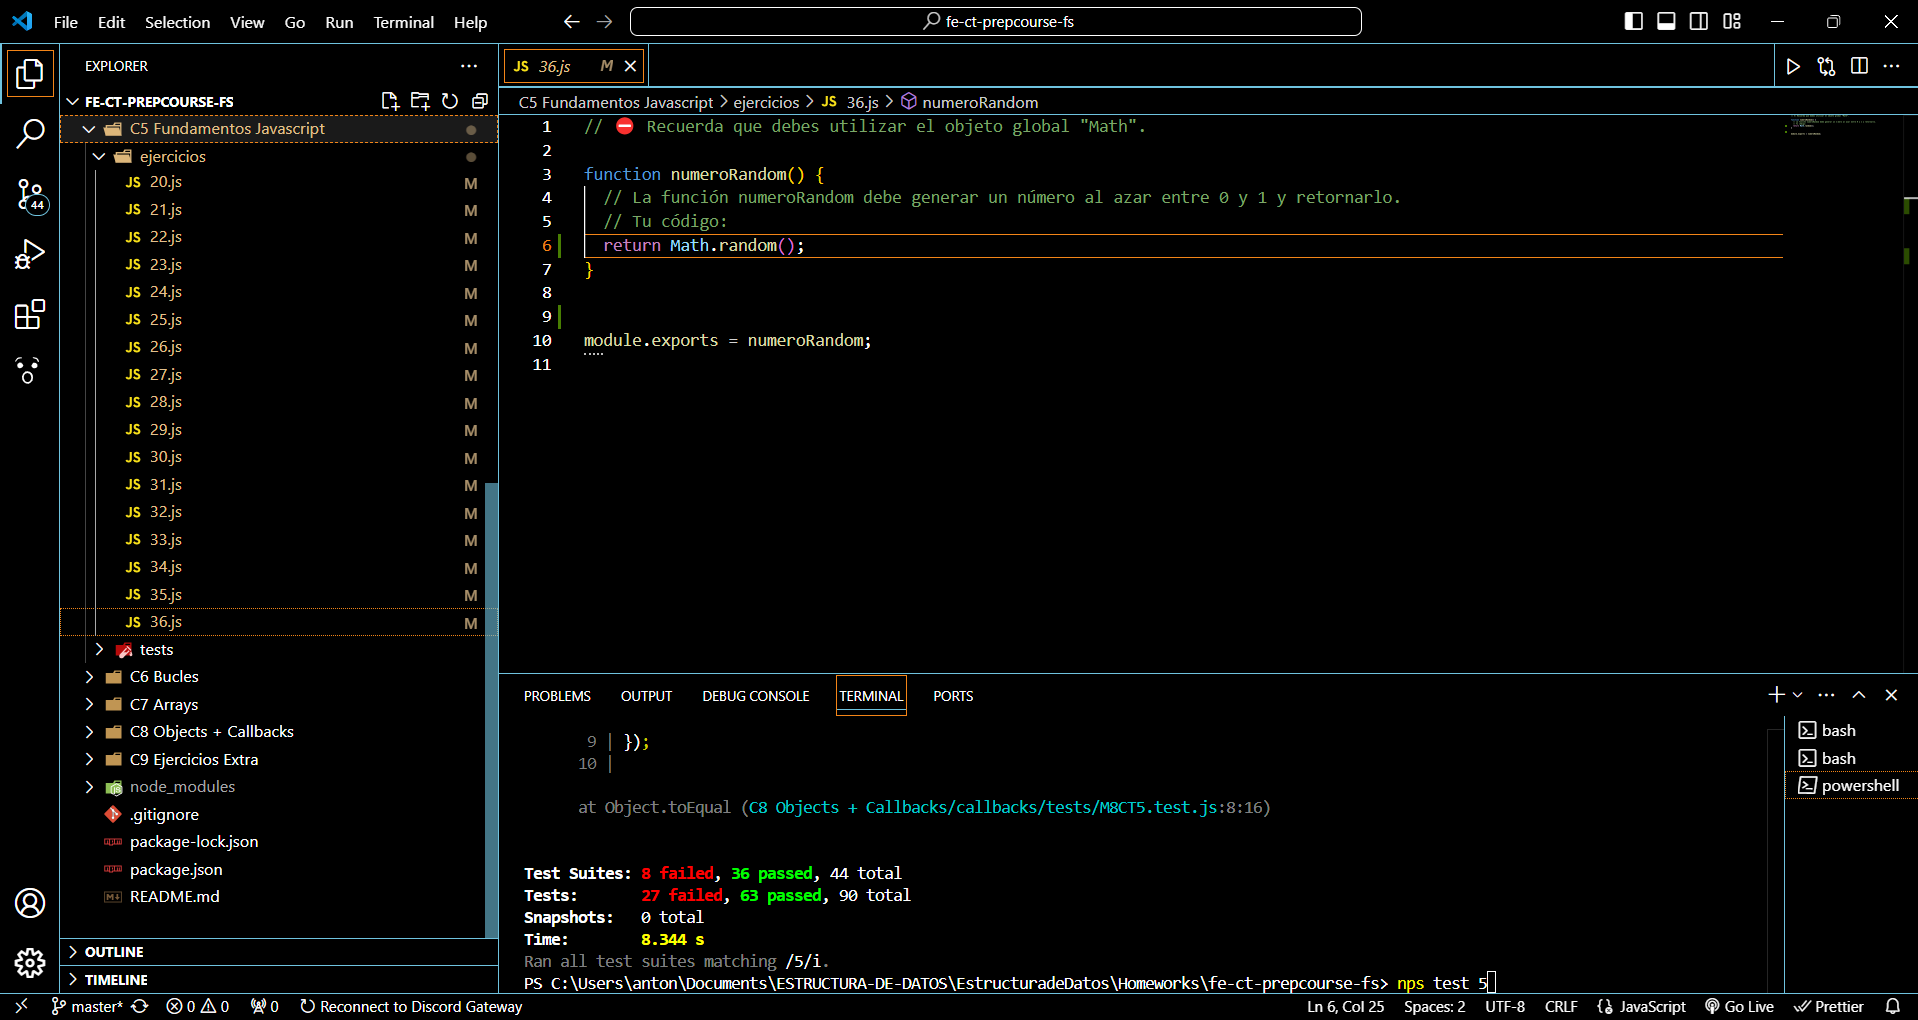 File Edit Selection View Go Run Terminal Help
fe-ct-prepcourse-fs
EXPLORER
FE-CT-PREPCOURSE-FS
C5 Fundamentos Javascript
ejercicios
JS 20.js M
JS 21.js M
JS 22.js M
JS 23.js M
JS 24.js M
JS 25.js M
JS 26.js M
JS 27.js M
JS 28.js M
JS 29.js M
JS 30.js M
JS 31.js M
JS 32.js M
JS 33.js M
JS 34.js M
JS 35.js M
JS 36.js M
tests
C6 Bucles
C7 Arrays
C8 Objects + Callbacks
C9 Ejercicios Extra
node_modules
.gitignore
package-lock.json
package.json
README.md
OUTLINE
TIMELINE
44
JS 36.js M
C5 Fundamentos Javascript > ejercicios > JS 36.js > numeroRandom
1 // ⛔ Recuerda que debes utilizar el objeto global "Math".
2
3 function numeroRandom() {
4 // La función numeroRandom debe generar un número al azar entre 0 y 1 y retornarlo.
5 // Tu código:
6 return Math.random();
7 }
8
9
10 module.exports = numeroRandom;
11
PROBLEMS OUTPUT DEBUG CONSOLE TERMINAL PORTS
9 | });
10 |
at Object.toEqual (C8 Objects + Callbacks/callbacks/tests/M8CT5.test.js:8:16)
Test Suites: 8 failed, 36 passed, 44 total
Tests: 27 failed, 63 passed, 90 total
Snapshots: 0 total
Time: 8.344 s
Ran all test suites matching /5/i.
PS C:\Users\anton\Documents\ESTRUCTURA-DE-DATOS\EstructuradeDatos\Homeworks\fe-ct-prepcourse-fs> nps test 5
bash
bash
powershell
master* 0 0 0 Reconnect to Discord Gateway
Ln 6, Col 25 Spaces: 2 UTF-8 CRLF {} JavaScript Go Live Prettier